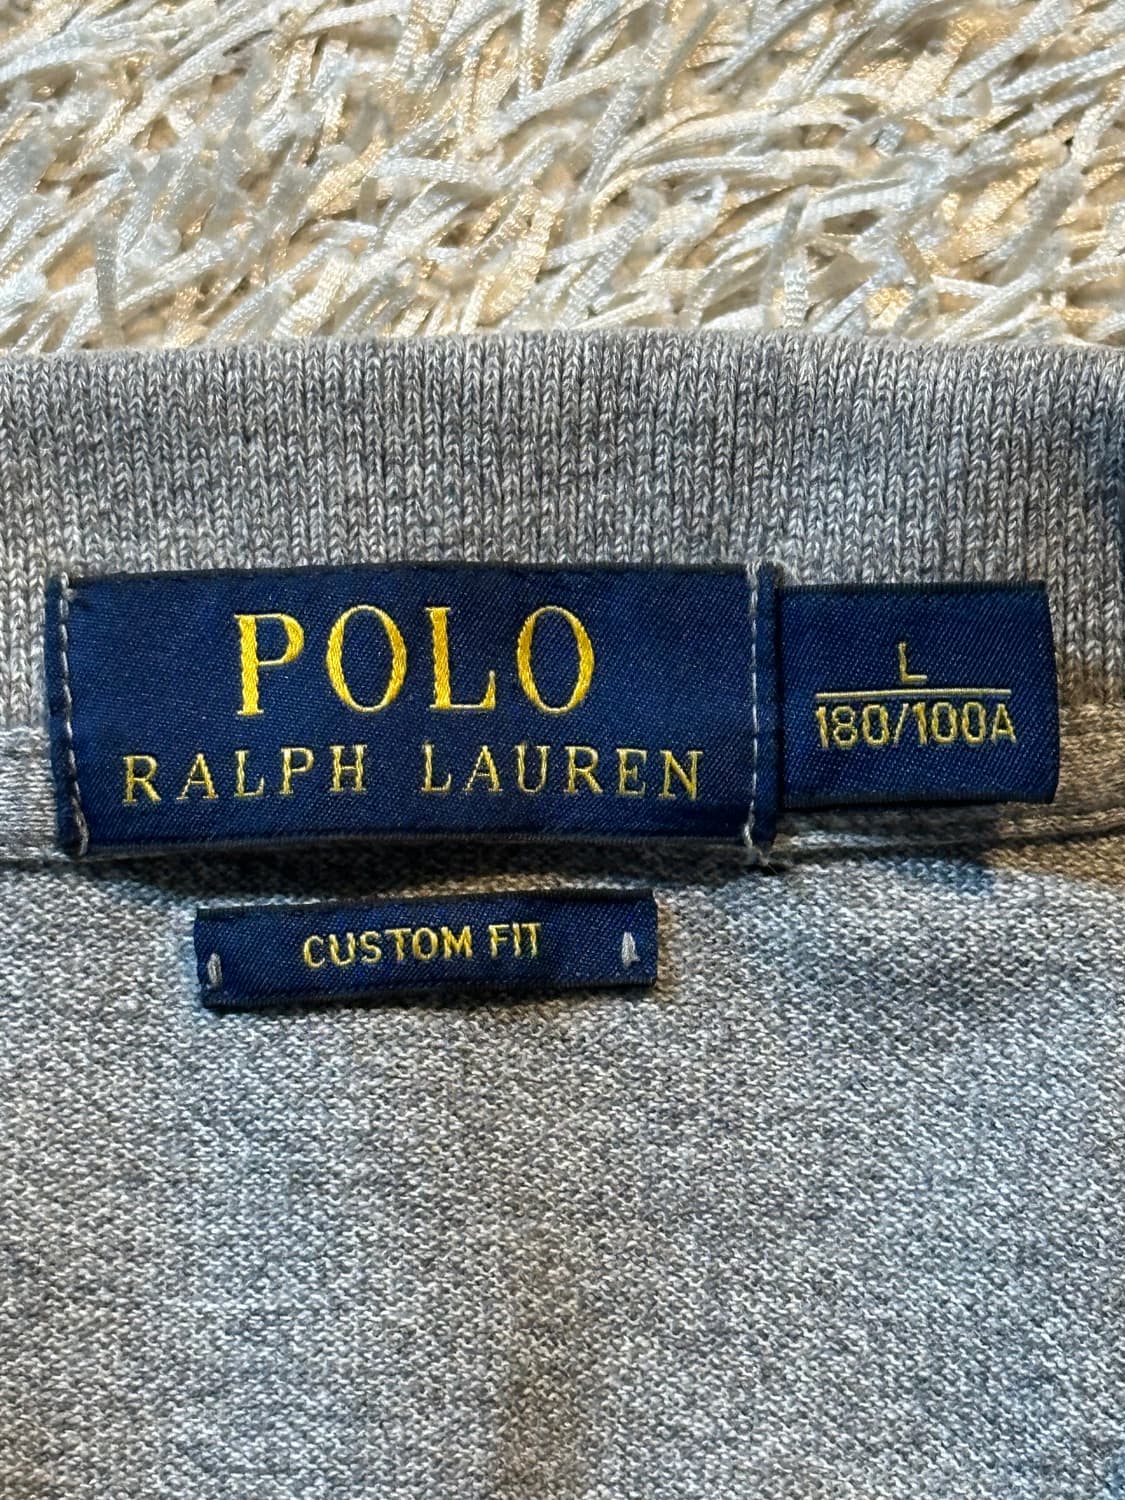 POLO
RALPH LAUREN
L
180/100A
CUSTOM FIT